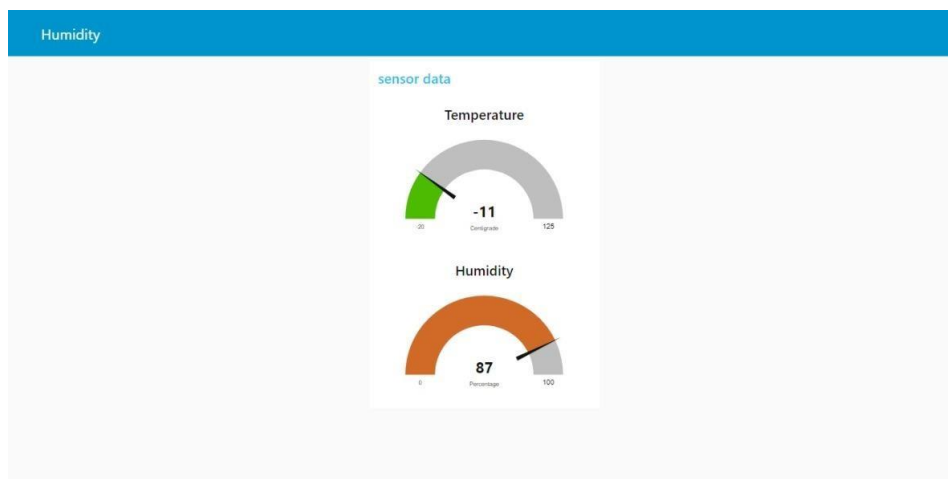 Humidity
sensor data
Temperature
-11
-20
Centigrade
125
Humidity
87
0
Percentage
100